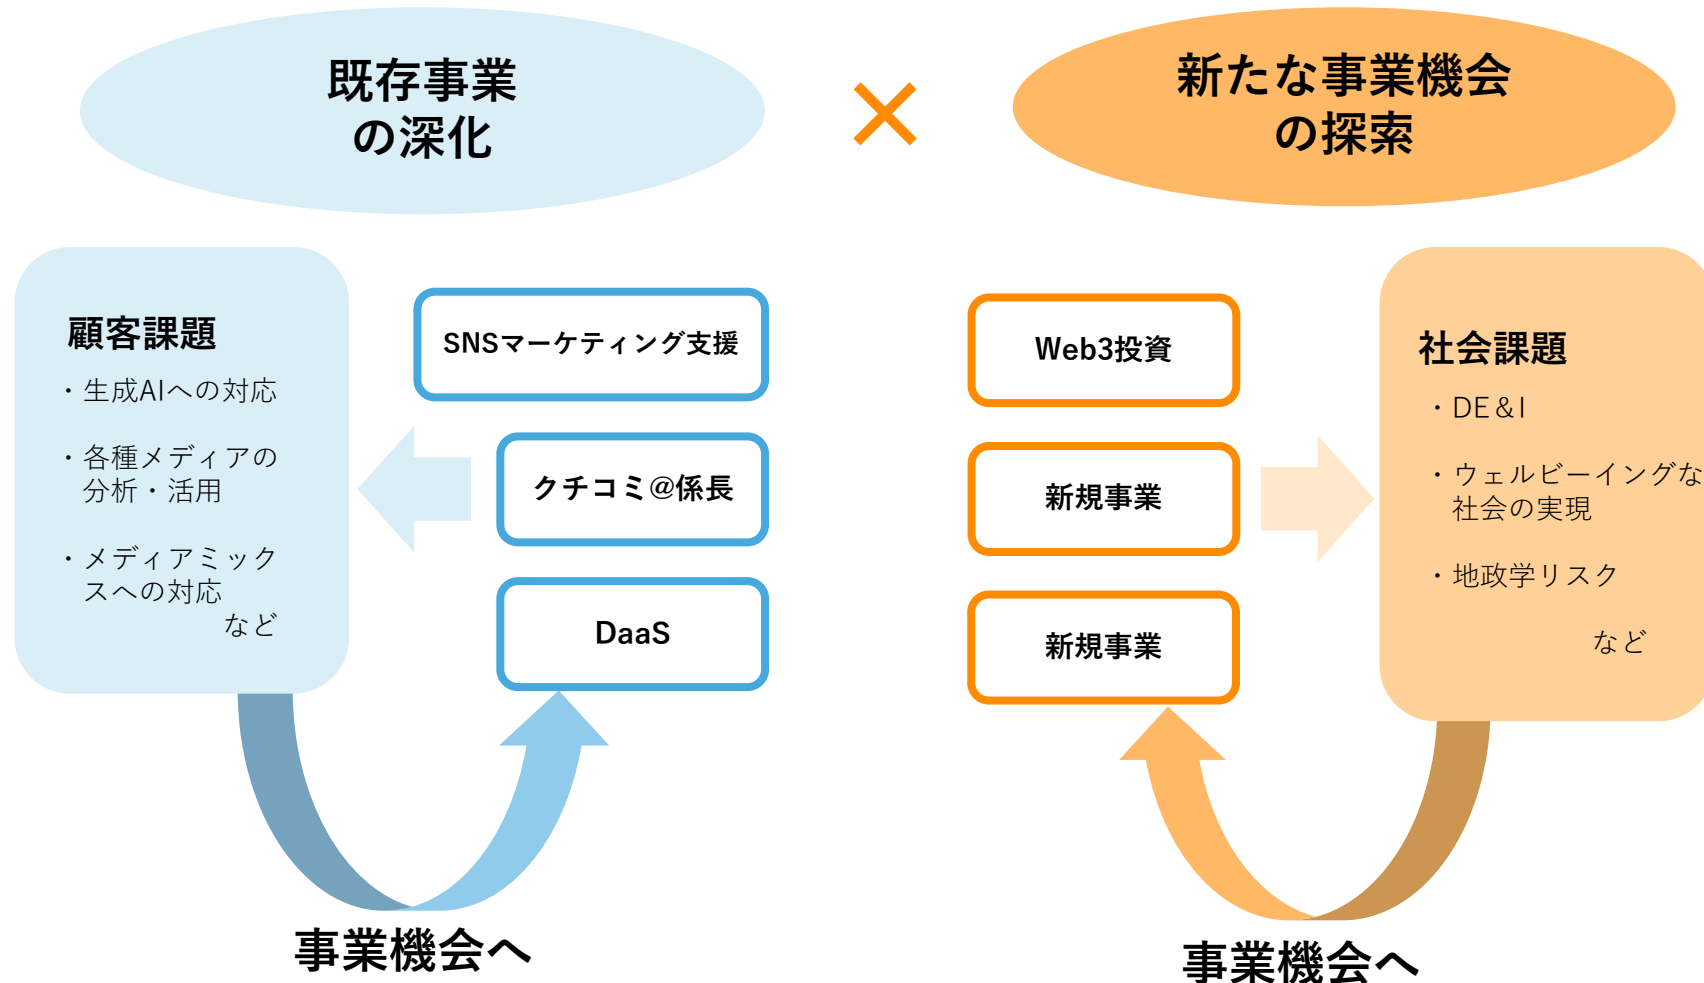 既存事業
の深化
×
新たな事業機会
の探索
顧客課題
・生成AIへの対応
・各種メディアの
分析・活用
・メディアミック
スへの対応
など
SNSマーケティング支援
クチコミ@係長
DaaS
事業機会へ
Web3投資
新規事業
新規事業
社会課題
・DE&I
・ウェルビーイングな
社会の実現
・地政学リスク
など
事業機会へ